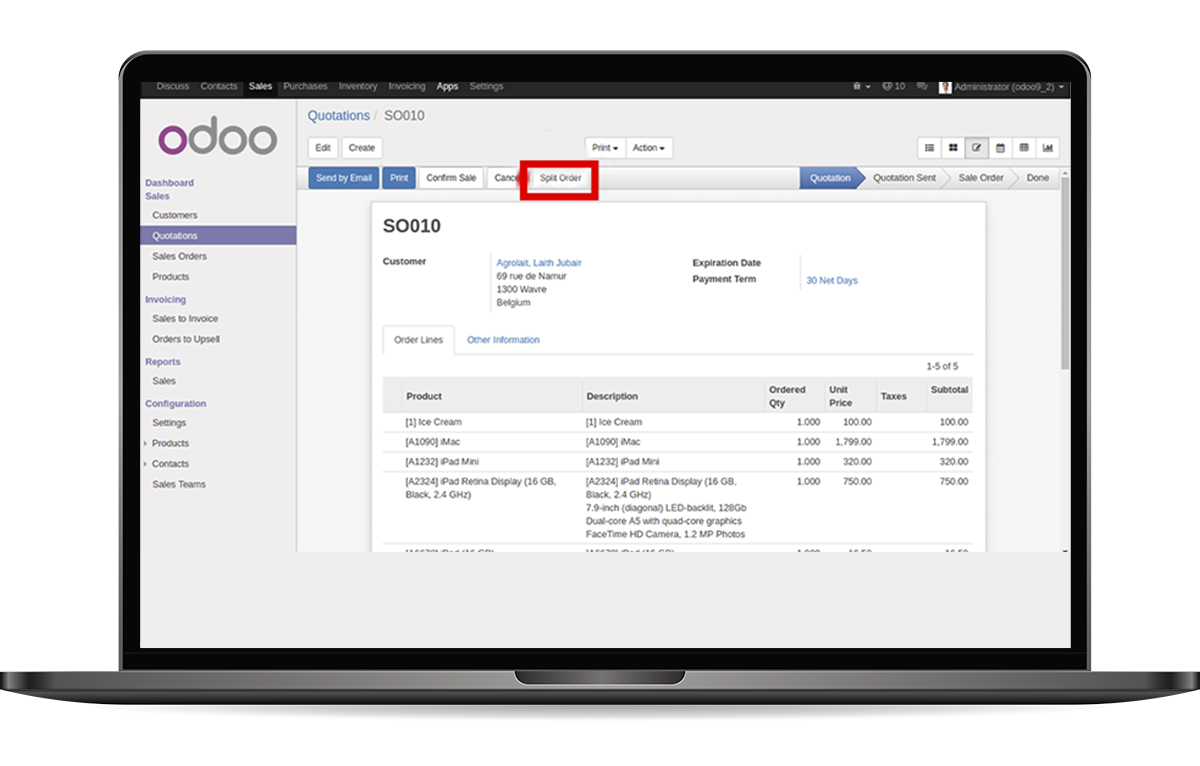 Discuss Contacts Sales Purchases Inventory Invoicing Apps Settings
10 Administrator (odoo9_2)
odoo
Dashboard
Sales
Customers
Quotations
Sales Orders
Products
Invoicing
Sales to Invoice
Orders to Upsell
Reports
Sales
Configuration
Settings
Products
Contacts
Sales Teams
Quotations / SO010
Edit Create Print Action
Send by Email Print Confirm Sale Split Order
Quotation Quotation Sent Sale Order Done
SO010
Customer Agrolait, Laith Jubair
69 rue de Namur
1300 Wavre
Belgium
Expiration Date
Payment Term 30 Net Days
Order Lines Other Information
1-5 of 5
Product Description Ordered Qty Unit Price Taxes Subtotal
[1] Ice Cream [1] Ice Cream 1.000 100.00 100.00
[A1090] iMac [A1090] iMac 1.000 1,799.00 1,799.00
[A1232] iPad Mini [A1232] iPad Mini 1.000 320.00 320.00
[A2324] iPad Retina Display (16 GB, [A2324] iPad Retina Display (16 GB, 1.000 750.00 750.00
Black, 2.4 GHz) Black, 2.4 GHz)
7.9-inch (diagonal) LED-backlit, 128Gb
Dual-core A5 with quad-core graphics
FaceTime HD Camera, 1.2 MP Photos